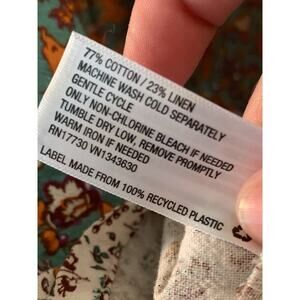 77% COTTON / 23% LINEN
MACHINE WASH COLD SEPARATELY
GENTLE CYCLE
ONLY NON-CHLORINE BLEACH IF NEEDED
TUMBLE DRY LOW, REMOVE PROMPTLY
WARM IRON IF NEEDED
RN17730 VN1343630
LABEL MADE FROM 100% RECYCLED PLASTIC